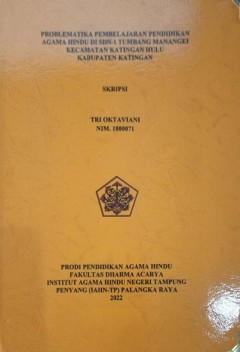 PROBLEMATIKA PEMBELAJARAN PENDIDIKAN
AGAMA HINDU DI SDN-1 TUMBANG MANANGEI
KECAMATAN KATINGAN HULU
KABUPATEN KATINGAN
SKRIPSI
TRI OKTAVIANI
NIM. 1800071
PRODI PENDIDIKAN AGAMA HINDU
FAKULTAS DHARMA ACARYA
INSTITUT AGAMA HINDU NEGERI TAMPUNG
PENYANG (IAHN-TP) PALANGKA RAYA
2022